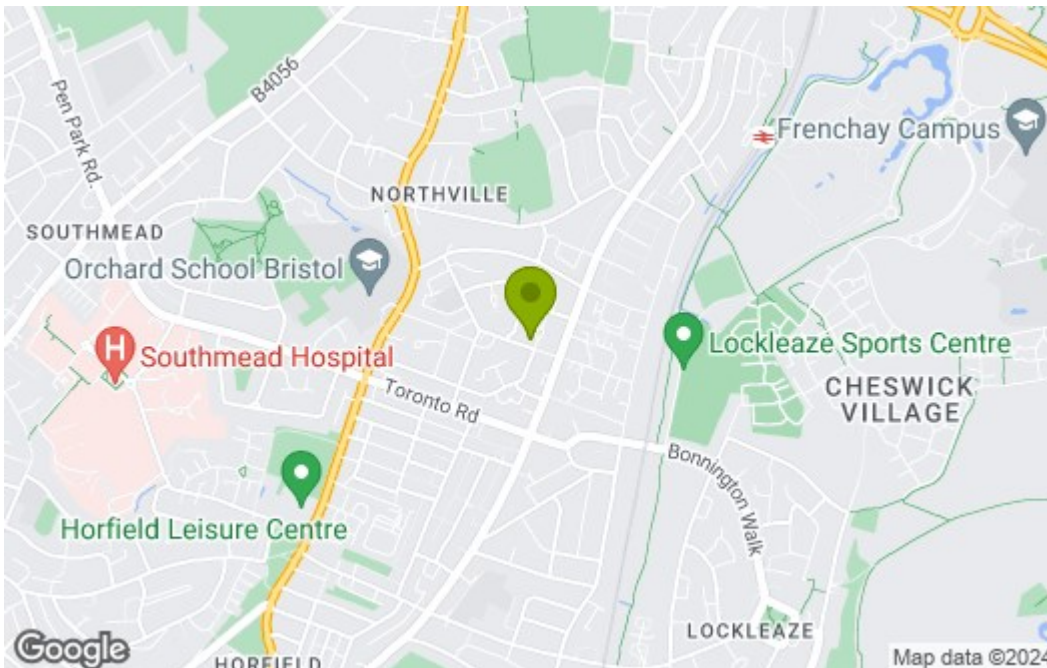 B4056
Pen Park Rd.
Frenchay Campus
NORTHVILLE
SOUTHMEAD
Orchard School Bristol
H
Southmead Hospital
Lockleaze Sports Centre
CHESWICK
VILLAGE
Toronto Rd
Bonnington Walk
Horfield Leisure Centre
LOCKLEAZE
Google
HORFIELD
Map data ©2024